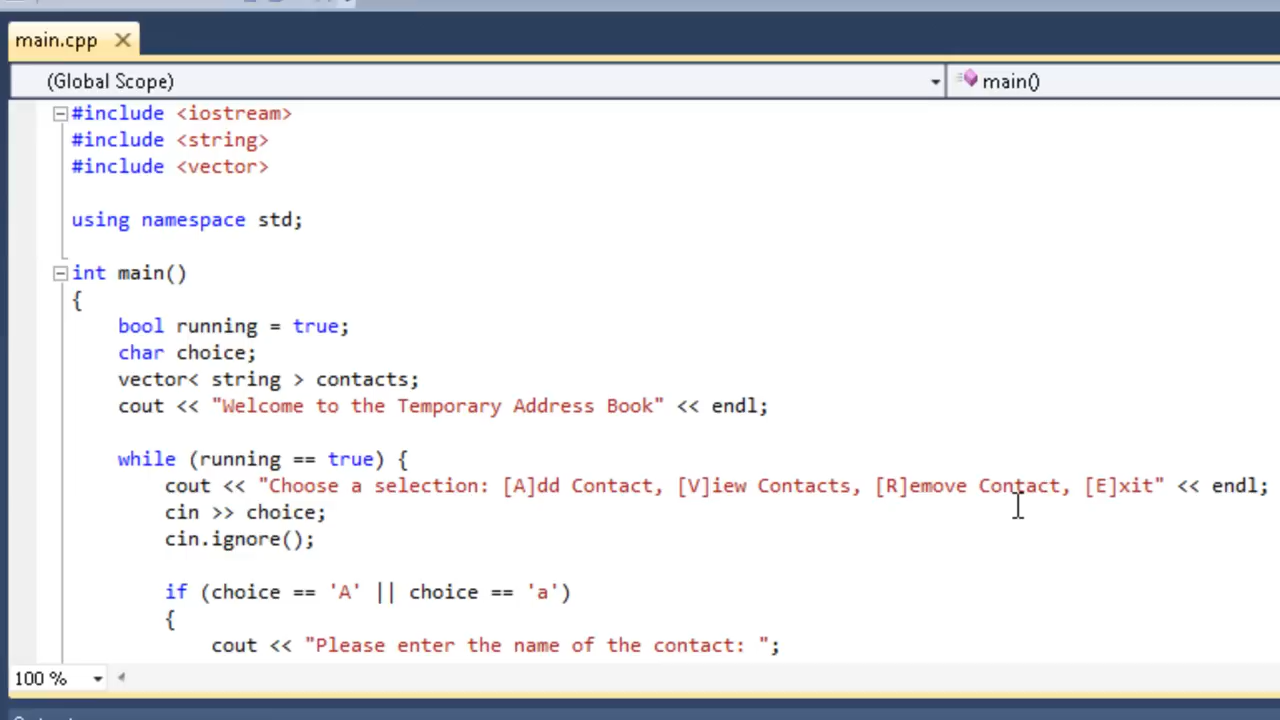 main.cpp
(Global Scope) main()
#include <iostream>
#include <string>
#include <vector>
using namespace std;
int main()
{
bool running = true;
char choice;
vector< string > contacts;
cout << "Welcome to the Temporary Address Book" << endl;
while (running == true) {
cout << "Choose a selection: [A]dd Contact, [V]iew Contacts, [R]emove Contact, [E]xit" << endl;
cin >> choice;
cin.ignore();
if (choice == 'A' || choice == 'a')
{
cout << "Please enter the name of the contact: ";
100 %